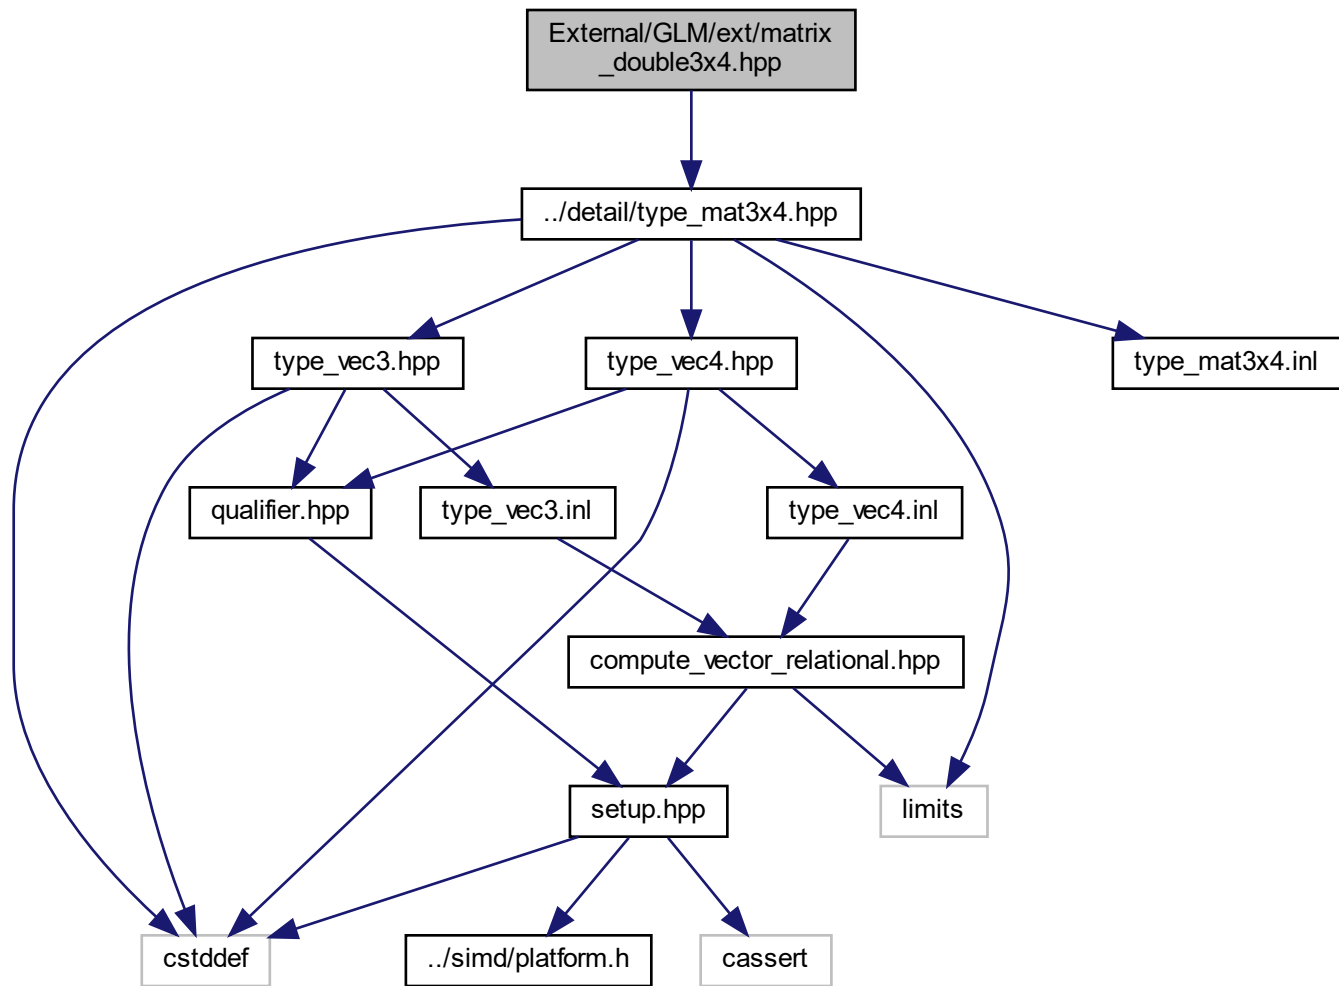 External/GLM/ext/matrix
_double3x4.hpp
../detail/type_mat3x4.hpp
type_vec3.hpp
type_vec4.hpp
type_mat3x4.inl
qualifier.hpp
type_vec3.inl
type_vec4.inl
compute_vector_relational.hpp
setup.hpp
limits
cstddef
../simd/platform.h
cassert